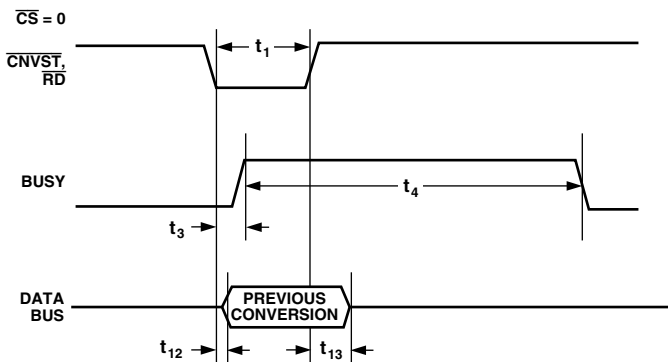 CS = 0
CNVST,
RD
t1
BUSY
t4
t3
DATA
BUS
PREVIOUS
CONVERSION
t12
t13